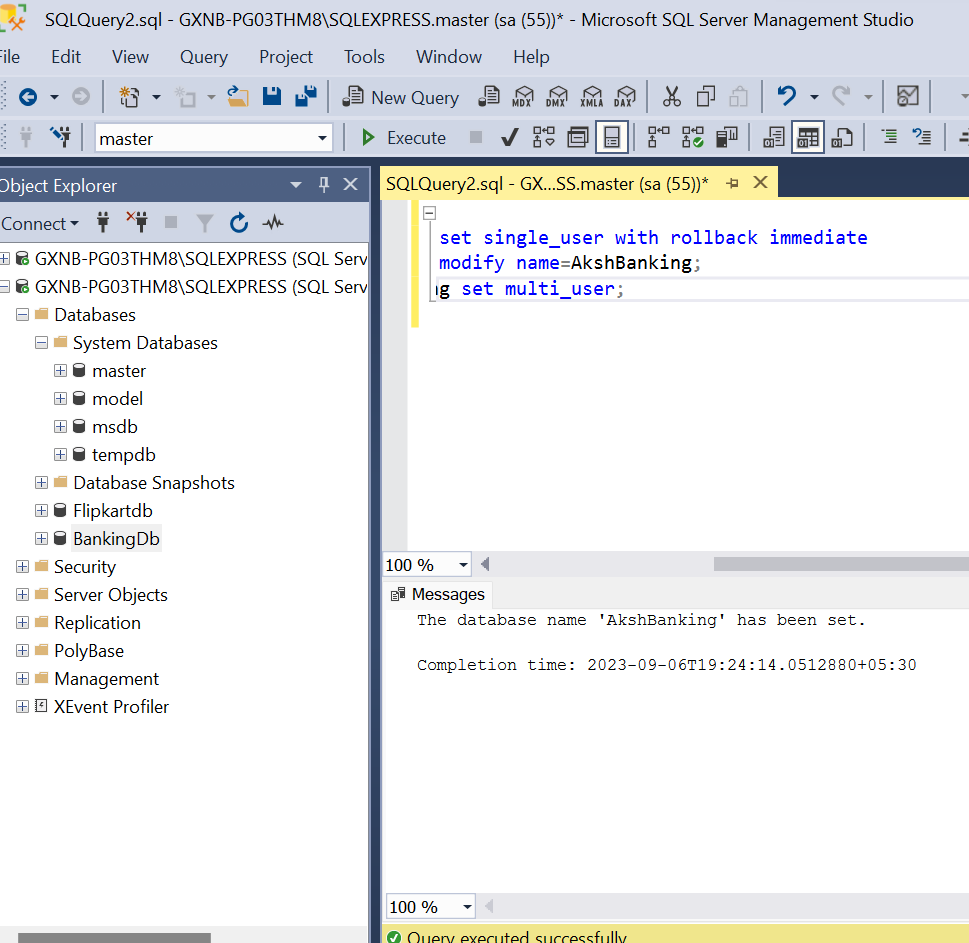 SQLQuery2.sql - GXNB-PG03THM8\SQLEXPRESS.master (sa (55))* - Microsoft SQL Server Management Studio
File Edit View Query Project Tools Window Help
New Query MDX DMX XMLA DAX
master Execute
Object Explorer
SQLQuery2.sql - GX...SS.master (sa (55))*
Connect
GXNB-PG03THM8\SQLEXPRESS (SQL Serv
GXNB-PG03THM8\SQLEXPRESS (SQL Serv
Databases
System Databases
master
model
msdb
tempdb
Database Snapshots
Flipkartdb
BankingDb
Security
Server Objects
Replication
PolyBase
Management
XEvent Profiler
set single_user with rollback immediate
modify name=AkshBanking;
g set multi_user;
100 %
Messages
The database name 'AkshBanking' has been set.
Completion time: 2023-09-06T19:24:14.0512880+05:30
100 %
Query executed successfully